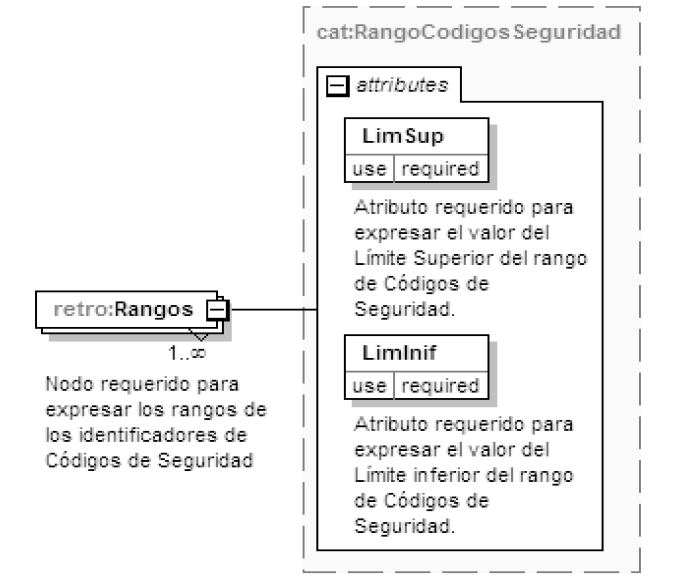 cat:RangoCodigosSeguridad
attributes
LimSup
use required
Atributo requerido para
expresar el valor del
Límite Superior del rango
de Códigos de
Seguridad.
retro:Rangos
1..∞
Nodo requerido para
expresar los rangos de
los identificadores de
Códigos de Seguridad
LimInif
use required
Atributo requerido para
expresar el valor del
Límite inferior del rango
de Códigos de
Seguridad.